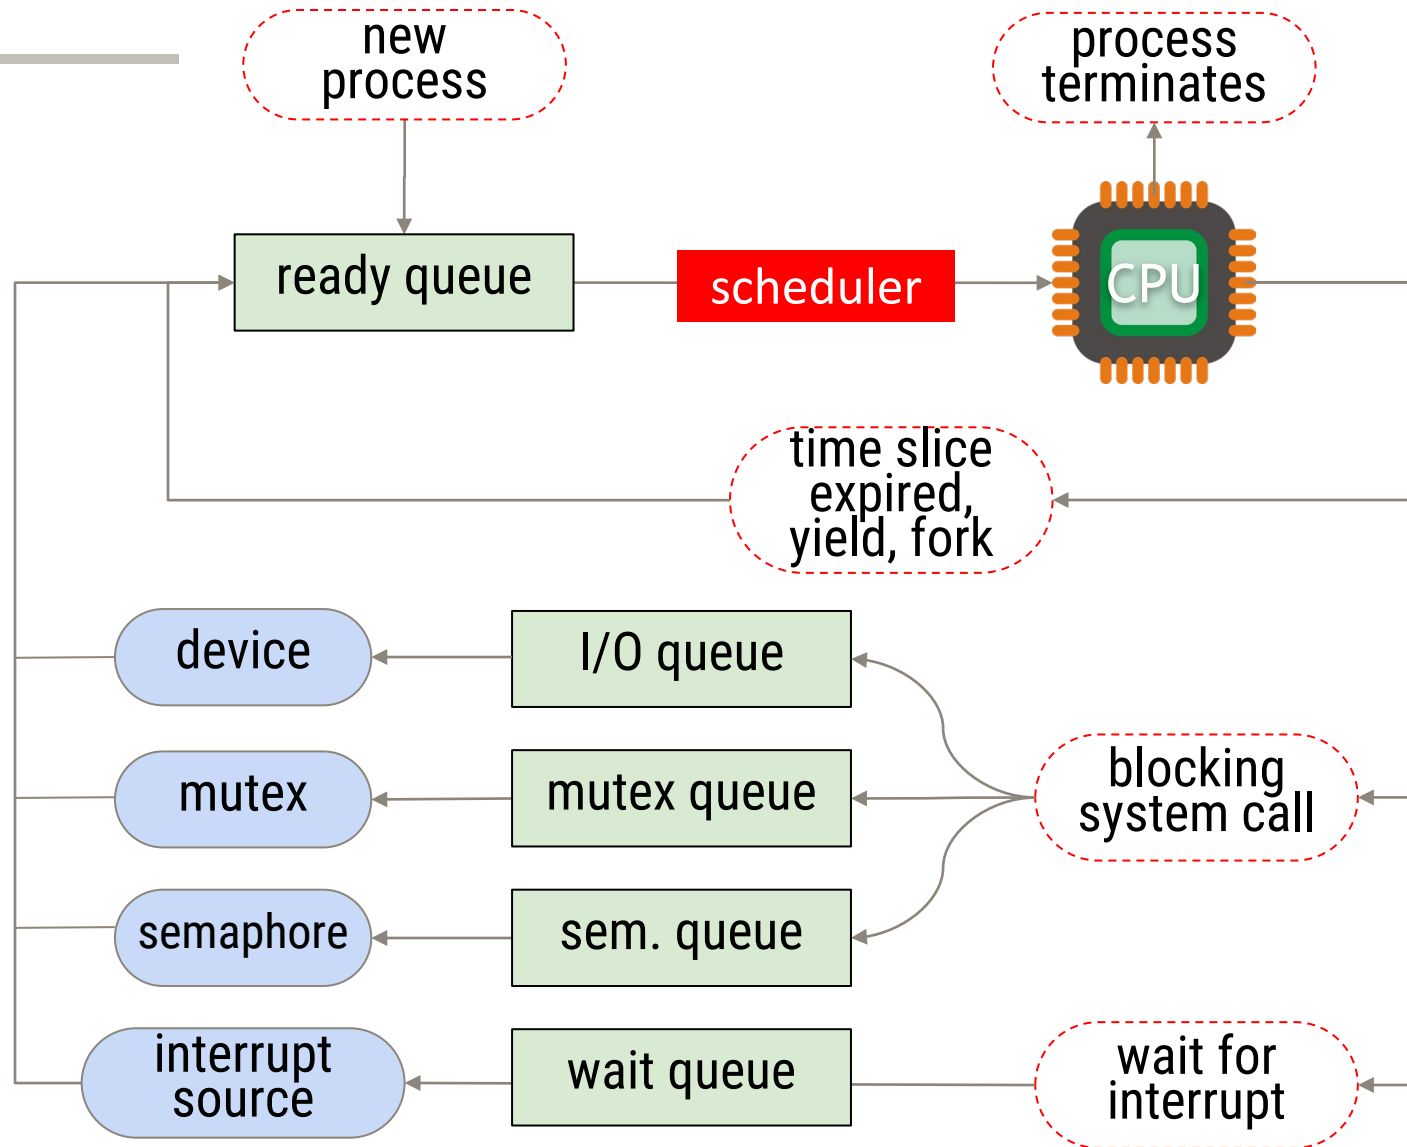 new
process
process
terminates
ready queue
scheduler
CPU
time slice
expired,
yield, fork
device
I/O queue
mutex
mutex queue
blocking
system call
semaphore
sem. queue
interrupt
source
wait queue
wait for
interrupt